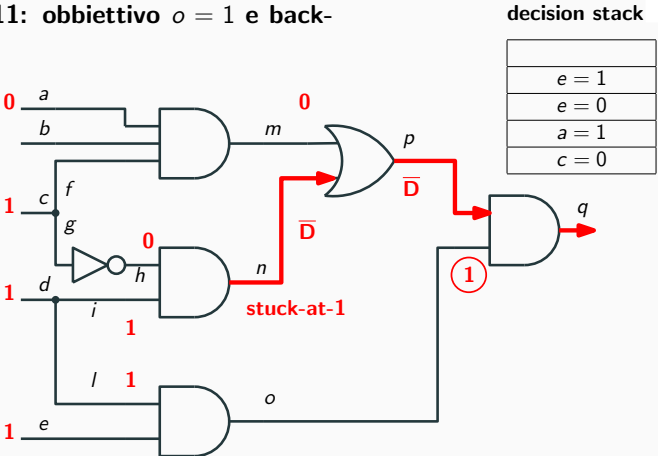 11: obbiettivo o = 1 e back-
decision stack
e = 1
e = 0
a = 1
c = 0
0 a
0
b
m
p
f
1 c
D̅
q
g
0
D̅
h
n
1
1 d
i
stuck-at-1
1
l 1
o
1 e